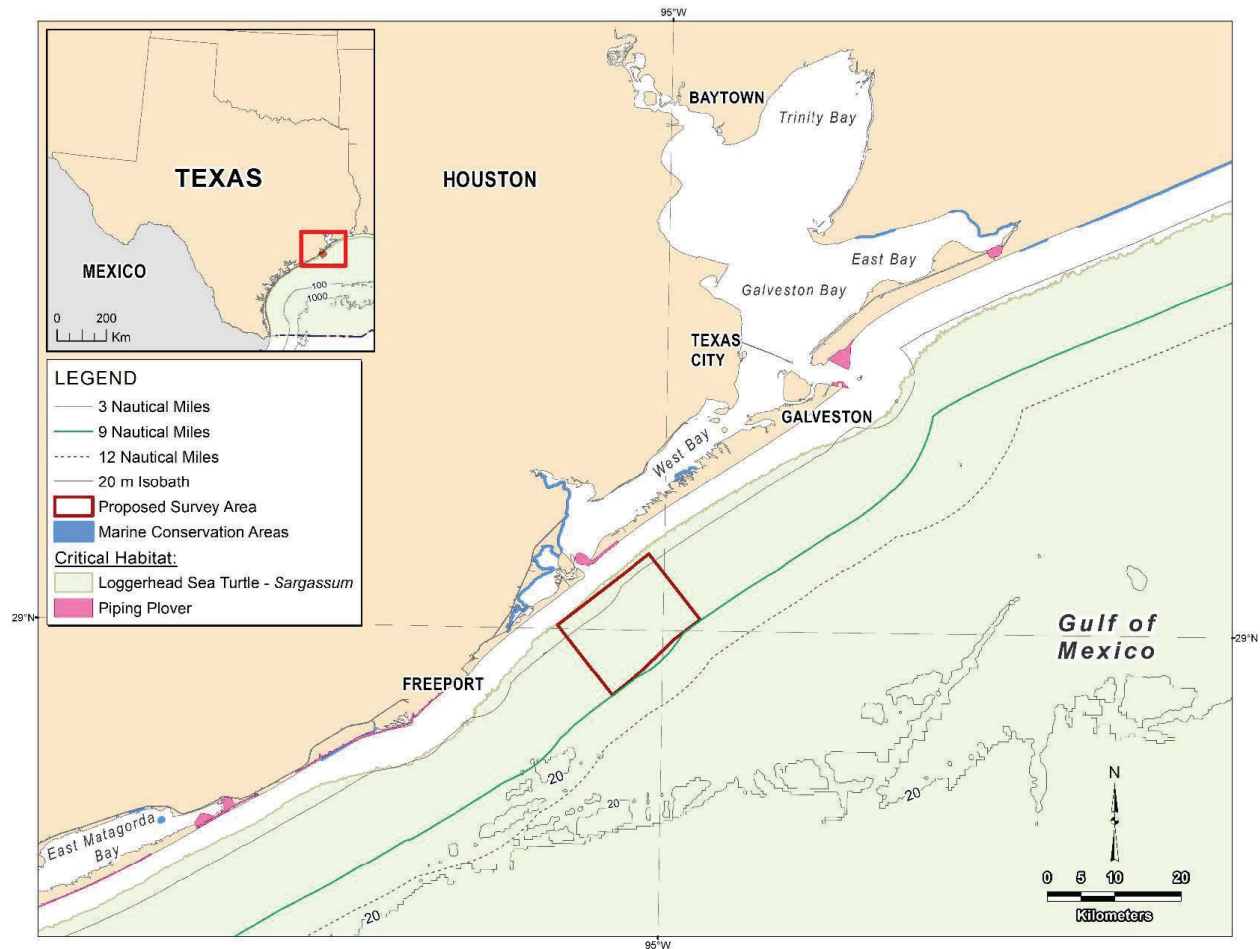 95°W
BAYTOWN
Trinity Bay
TEXAS
HOUSTON
MEXICO
100
1000
0 200
Km
East Bay
Galveston Bay
TEXAS
CITY
GALVESTON
West Bay
LEGEND
3 Nautical Miles
9 Nautical Miles
12 Nautical Miles
20 m Isobath
Proposed Survey Area
Marine Conservation Areas
Critical Habitat:
Loggerhead Sea Turtle - Sargassum
Piping Plover
29°N
29°N
Gulf of
Mexico
FREEPORT
20
20
20
East Matagorda
Bay
20
N
0 5 10 20
Kilometers
95°W